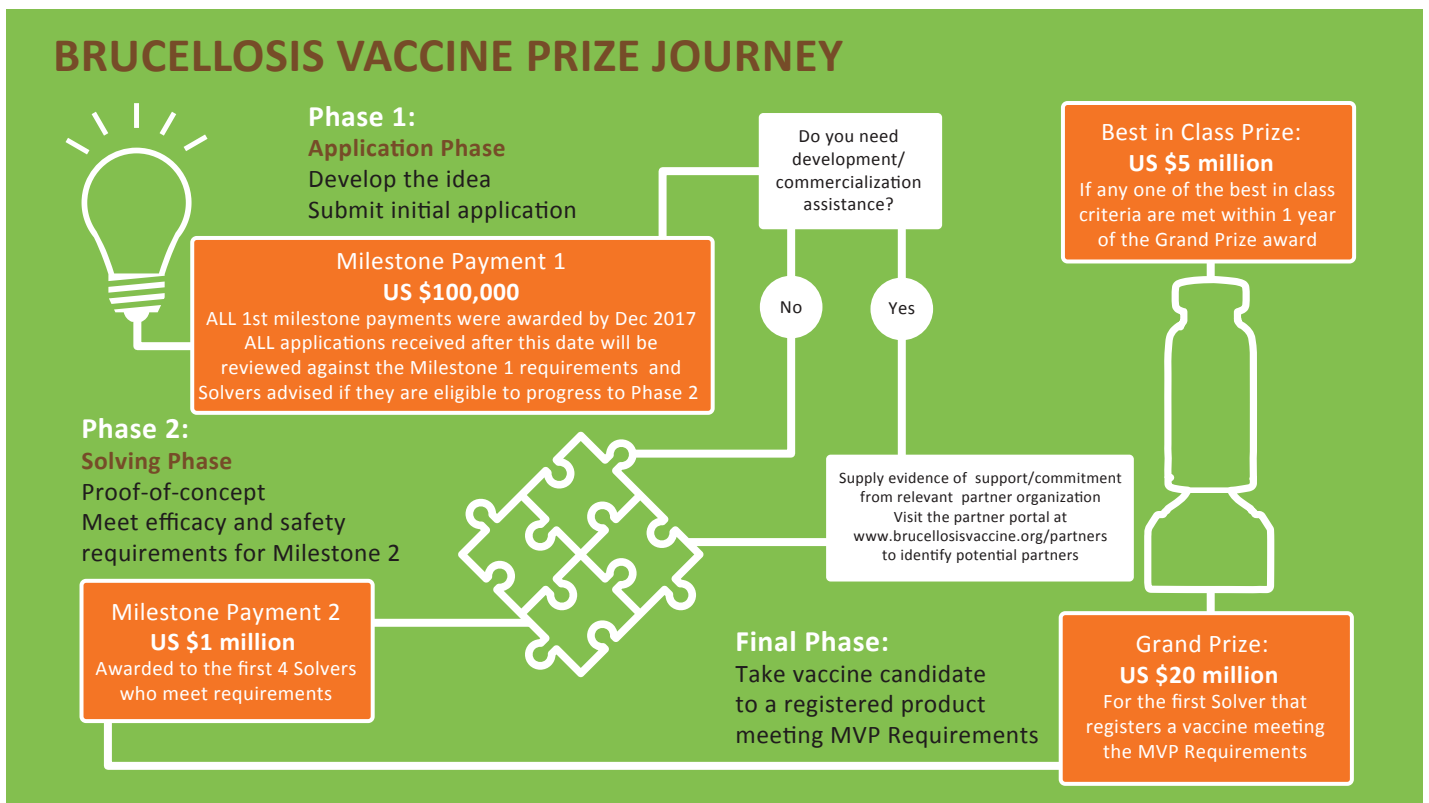 BRUCELLOSIS VACCINE PRIZE JOURNEY
Phase 1:
Application Phase
Develop the idea
Submit initial application
Milestone Payment 1
US $100,000
ALL 1st milestone payments were awarded by Dec 2017
ALL applications received after this date will be
reviewed against the Milestone 1 requirements and
Solvers advised if they are eligible to progress to Phase 2
Do you need
development/
commercialization
assistance?
No
Yes
Supply evidence of support/commitment
from relevant partner organization
Visit the partner portal at
www.brucellosisvaccine.org/partners
to identify potential partners
Phase 2:
Solving Phase
Proof-of-concept
Meet efficacy and safety
requirements for Milestone 2
Milestone Payment 2
US $1 million
Awarded to the first 4 Solvers
who meet requirements
Final Phase:
Take vaccine candidate
to a registered product
meeting MVP Requirements
Grand Prize:
US $20 million
For the first Solver that
registers a vaccine meeting
the MVP Requirements
Best in Class Prize:
US $5 million
If any one of the best in class
criteria are met within 1 year
of the Grand Prize award